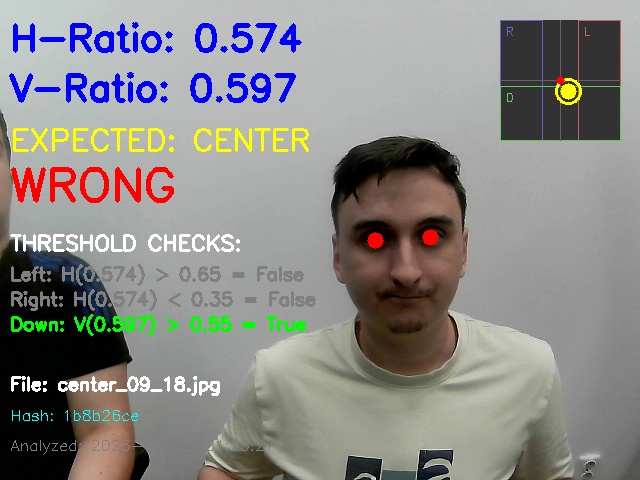 H-Ratio: 0.574
V-Ratio: 0.597
EXPECTED: CENTER
WRONG
THRESHOLD CHECKS:
Left: H(0.574) > 0.65 = False
Right: H(0.574) < 0.35 = False
Down: V(0.597) > 0.55 = True
File: center_09_18.jpg
Hash: 1b8b26ce
Analyzed:
R
L
D